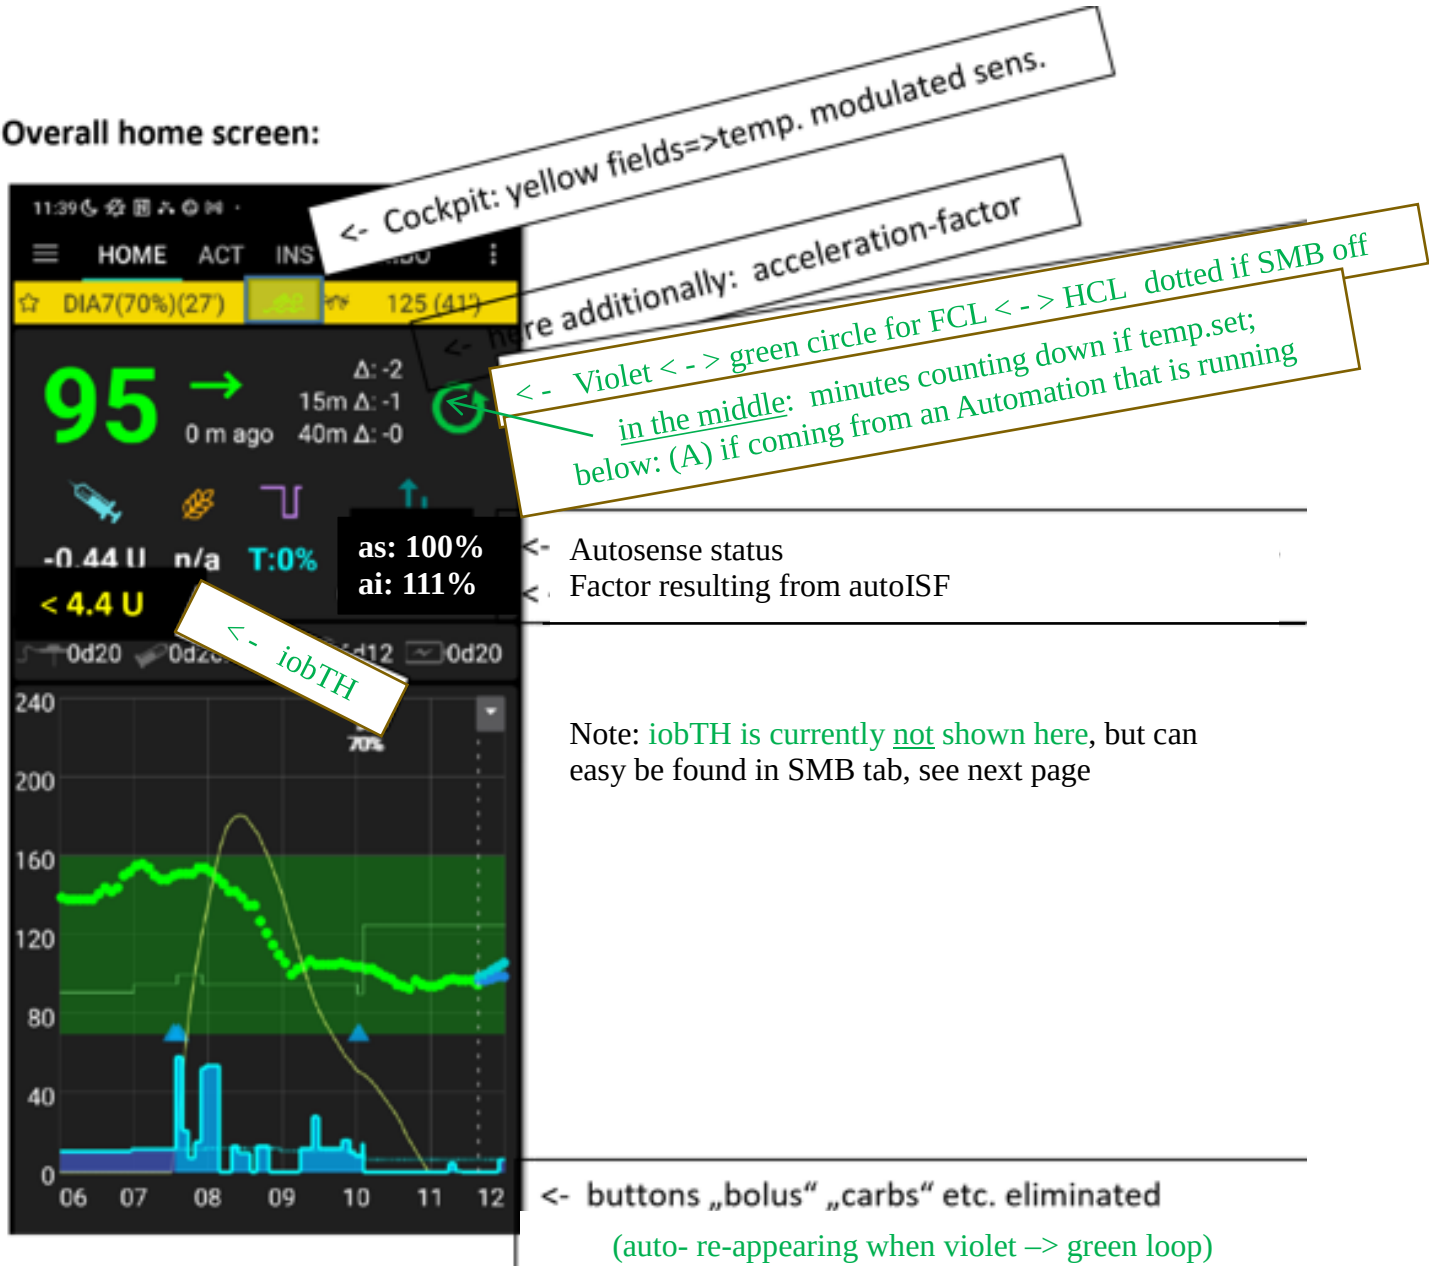 Overall home screen:
<- Cockpit: yellow fields=>temp. modulated sens.
<- here additionally: acceleration-factor
<- Violet < - > green circle for FCL < - > HCL dotted if SMB off
in the middle: minutes counting down if temp.set;
below: (A) if coming from an Automation that is running
11:39
HOME ACT INS
DIA7(70%)(27') 125 (41')
95
Δ: -2
15m Δ: -1
0 m ago 40m Δ: -0
-0.44 U n/a T:0%
as: 100%
ai: 111%
<- Autosense status
< Factor resulting from autoISF
< 4.4 U
< - iobTH
0d20 0d12 0d20
70%
Note: iobTH is currently not shown here, but can
easy be found in SMB tab, see next page
240
200
160
120
80
40
0
06 07 08 09 10 11 12
<- buttons „bolus“ „carbs“ etc. eliminated
(auto- re-appearing when violet –> green loop)